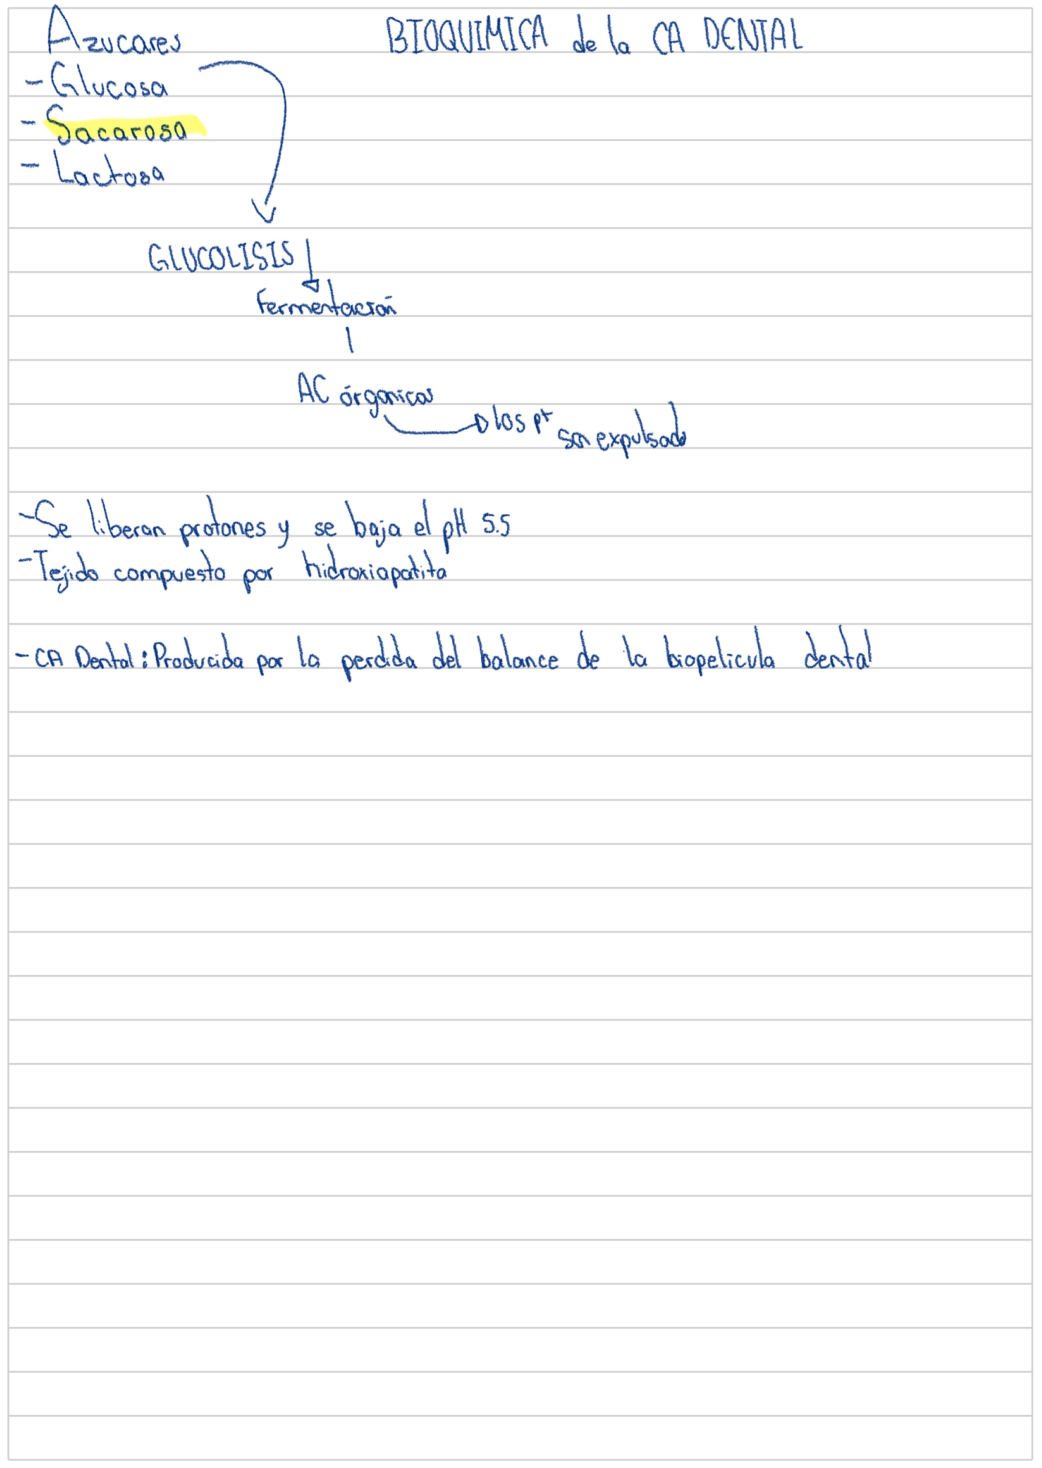 BIOQUIMICA de la CA DENTAL
Azucares
- Glucosa
- Sacarosa
- Lactosa
GLUCOLISIS
Fermentación
AC órganicos
los p+ son expulsado
- Se liberan protones y se baja el pH 5.5
- Tejido compuesto por hidroxiapatita
- CA Dental: Producida por la perdida del balance de la biopelicula dental